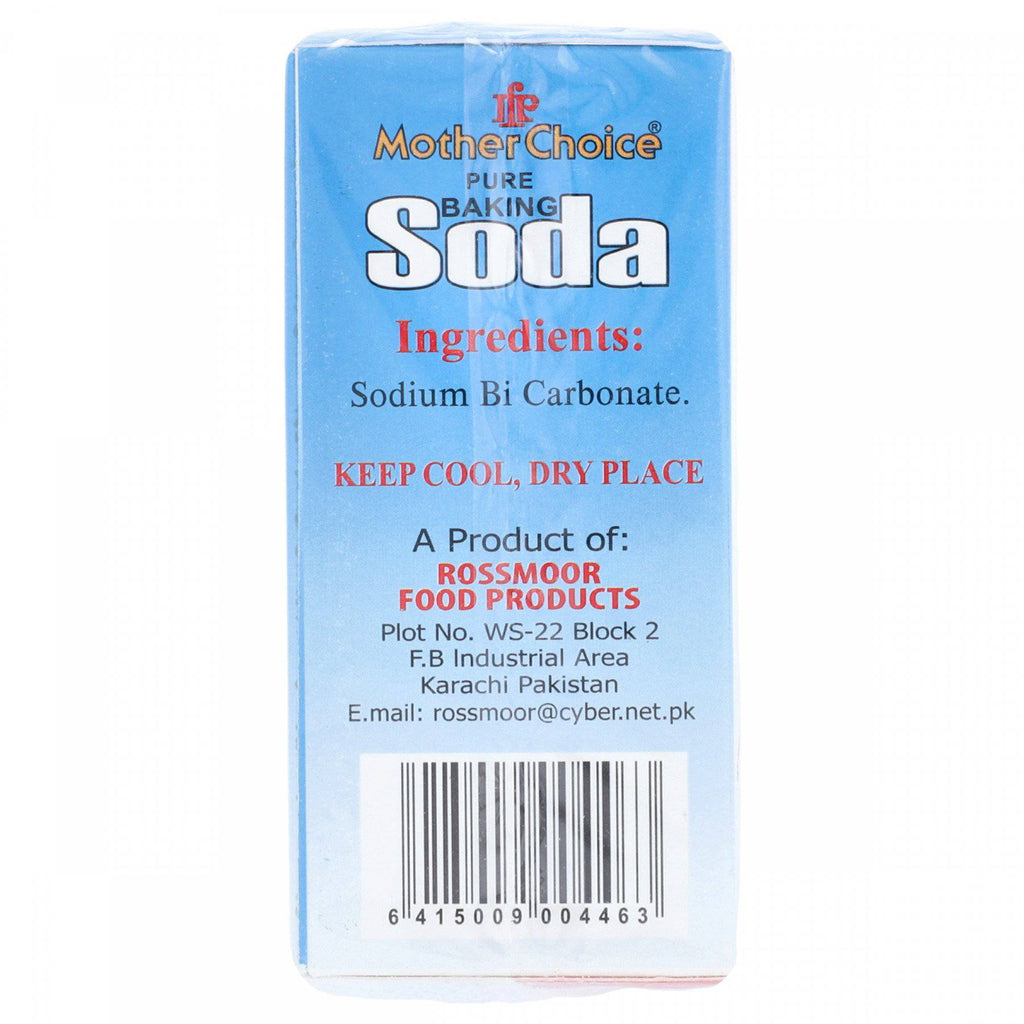 RFP
Mother Choice®
PURE
BAKING
Soda
Ingredients:
Sodium Bi Carbonate.
KEEP COOL, DRY PLACE
A Product of:
ROSSMOOR
FOOD PRODUCTS
Plot No. WS-22 Block 2
F.B Industrial Area
Karachi Pakistan
E.mail: rossmoor@cyber.net.pk
6 415009 004463